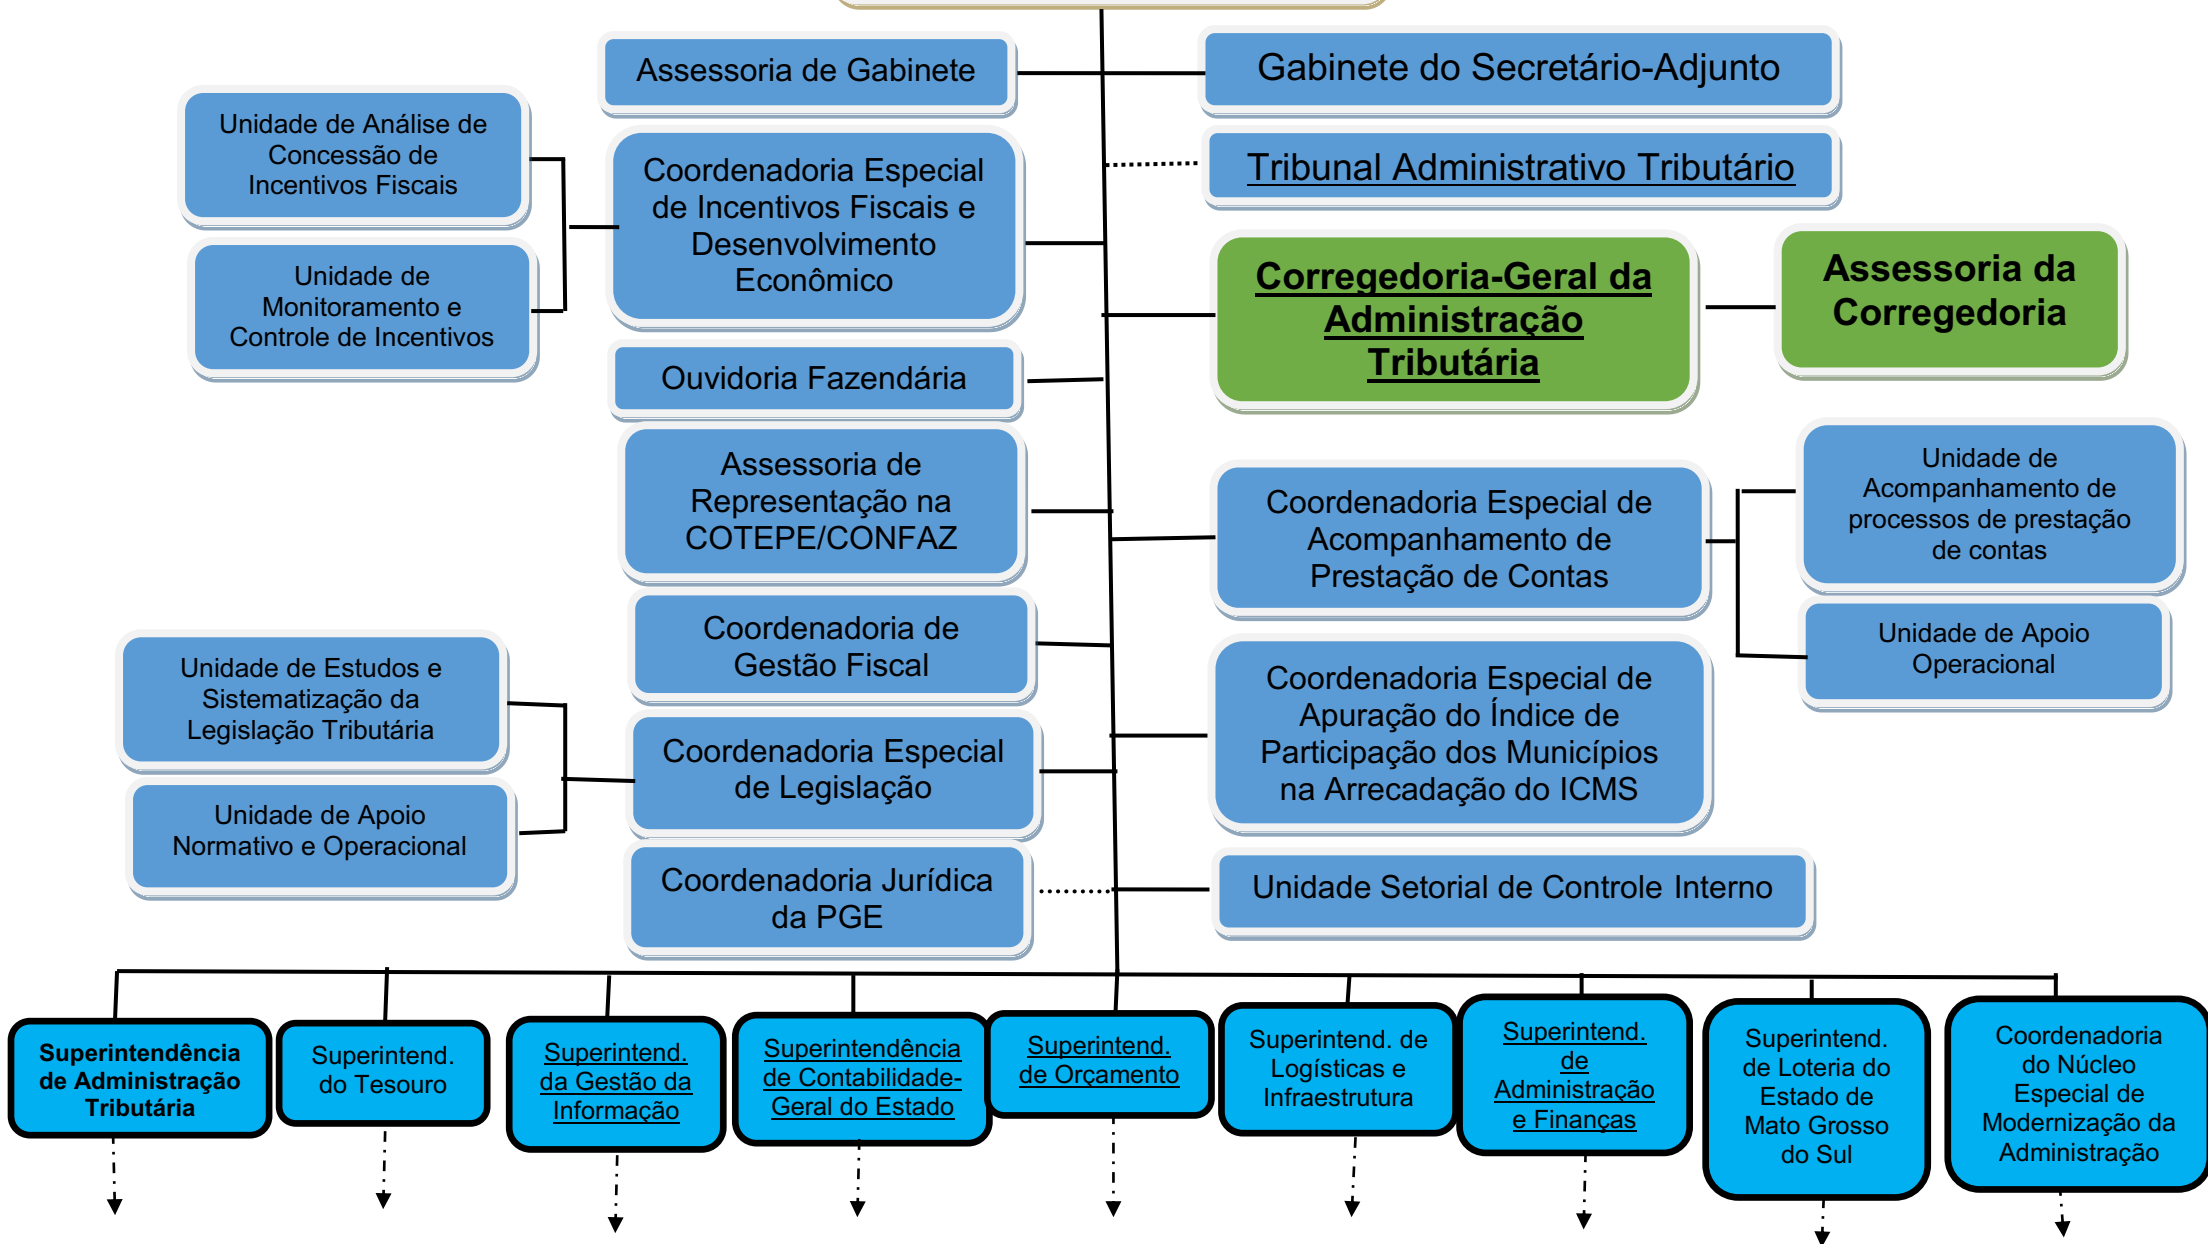 Assessoria de Gabinete
Gabinete do Secretário-Adjunto
Unidade de Análise de
Concessão de
Incentivos Fiscais
Coordenadoria Especial
de Incentivos Fiscais e
Desenvolvimento
Econômico
Tribunal Administrativo Tributário
Unidade de
Monitoramento e
Controle de Incentivos
Corregedoria-Geral da
Administração
Tributária
Assessoria da
Corregedoria
Ouvidoria Fazendária
Assessoria de
Representação na
COTEPE/CONFAZ
Coordenadoria Especial de
Acompanhamento de
Prestação de Contas
Unidade de
Acompanhamento de
processos de prestação
de contas
Unidade de Apoio
Operacional
Coordenadoria de
Gestão Fiscal
Unidade de Estudos e
Sistematização da
Legislação Tributária
Coordenadoria Especial
de Legislação
Coordenadoria Especial de
Apuração do Índice de
Participação dos Municípios
na Arrecadação do ICMS
Unidade de Apoio
Normativo e Operacional
Coordenadoria Jurídica
da PGE
Unidade Setorial de Controle Interno
Superintendência
de Administração
Tributária
Superintend.
do Tesouro
Superintend.
da Gestão da
Informação
Superintendência
de Contabilidade-
Geral do Estado
Superintend.
de Orçamento
Superintend. de
Logísticas e
Infraestrutura
Superintend.
de
Administração
e Finanças
Superintend.
de Loteria do
Estado de
Mato Grosso
do Sul
Coordenadoria
do Núcleo
Especial de
Modernização da
Administração